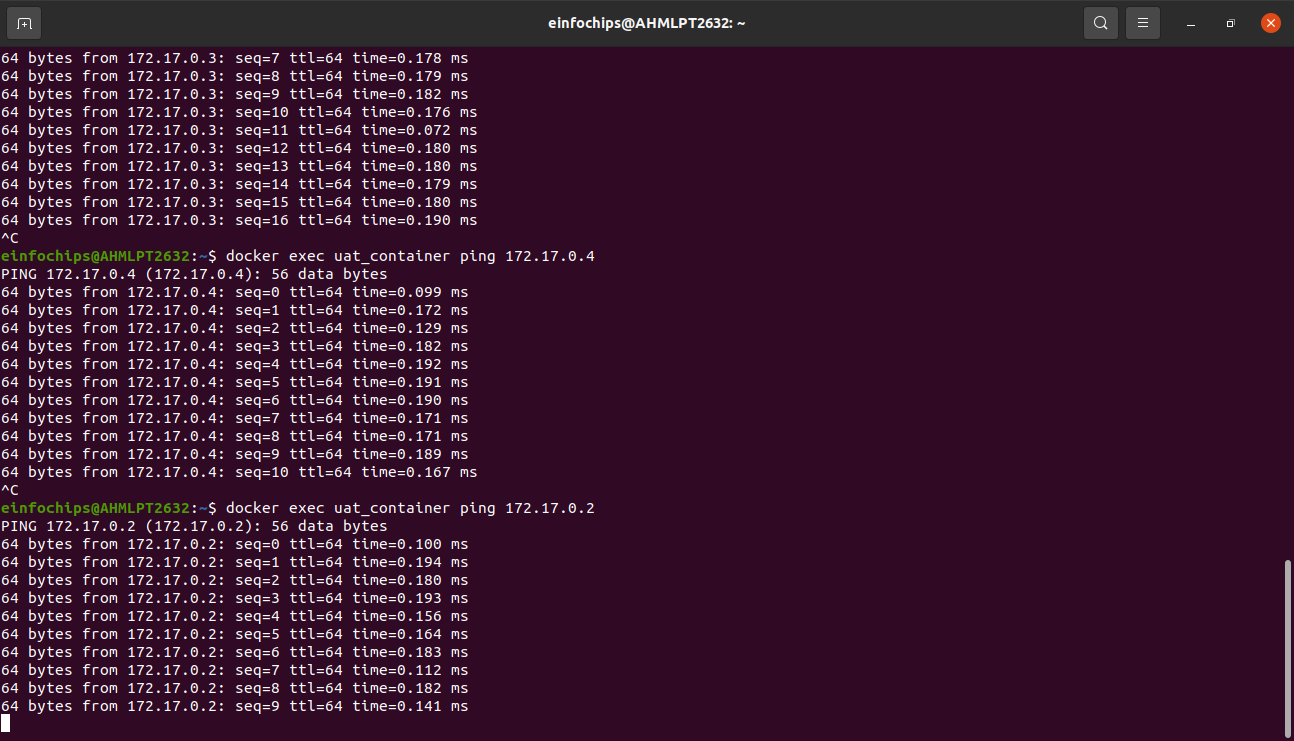 einfochips@AHMLPT2632: ~
64 bytes from 172.17.0.3: seq=7 ttl=64 time=0.178 ms
64 bytes from 172.17.0.3: seq=8 ttl=64 time=0.179 ms
64 bytes from 172.17.0.3: seq=9 ttl=64 time=0.182 ms
64 bytes from 172.17.0.3: seq=10 ttl=64 time=0.176 ms
64 bytes from 172.17.0.3: seq=11 ttl=64 time=0.072 ms
64 bytes from 172.17.0.3: seq=12 ttl=64 time=0.180 ms
64 bytes from 172.17.0.3: seq=13 ttl=64 time=0.180 ms
64 bytes from 172.17.0.3: seq=14 ttl=64 time=0.179 ms
64 bytes from 172.17.0.3: seq=15 ttl=64 time=0.180 ms
64 bytes from 172.17.0.3: seq=16 ttl=64 time=0.190 ms
^C
einfochips@AHMLPT2632:~$ docker exec uat_container ping 172.17.0.4
PING 172.17.0.4 (172.17.0.4): 56 data bytes
64 bytes from 172.17.0.4: seq=0 ttl=64 time=0.099 ms
64 bytes from 172.17.0.4: seq=1 ttl=64 time=0.172 ms
64 bytes from 172.17.0.4: seq=2 ttl=64 time=0.129 ms
64 bytes from 172.17.0.4: seq=3 ttl=64 time=0.182 ms
64 bytes from 172.17.0.4: seq=4 ttl=64 time=0.192 ms
64 bytes from 172.17.0.4: seq=5 ttl=64 time=0.191 ms
64 bytes from 172.17.0.4: seq=6 ttl=64 time=0.190 ms
64 bytes from 172.17.0.4: seq=7 ttl=64 time=0.171 ms
64 bytes from 172.17.0.4: seq=8 ttl=64 time=0.171 ms
64 bytes from 172.17.0.4: seq=9 ttl=64 time=0.189 ms
64 bytes from 172.17.0.4: seq=10 ttl=64 time=0.167 ms
^C
einfochips@AHMLPT2632:~$ docker exec uat_container ping 172.17.0.2
PING 172.17.0.2 (172.17.0.2): 56 data bytes
64 bytes from 172.17.0.2: seq=0 ttl=64 time=0.100 ms
64 bytes from 172.17.0.2: seq=1 ttl=64 time=0.194 ms
64 bytes from 172.17.0.2: seq=2 ttl=64 time=0.180 ms
64 bytes from 172.17.0.2: seq=3 ttl=64 time=0.193 ms
64 bytes from 172.17.0.2: seq=4 ttl=64 time=0.156 ms
64 bytes from 172.17.0.2: seq=5 ttl=64 time=0.164 ms
64 bytes from 172.17.0.2: seq=6 ttl=64 time=0.183 ms
64 bytes from 172.17.0.2: seq=7 ttl=64 time=0.112 ms
64 bytes from 172.17.0.2: seq=8 ttl=64 time=0.182 ms
64 bytes from 172.17.0.2: seq=9 ttl=64 time=0.141 ms